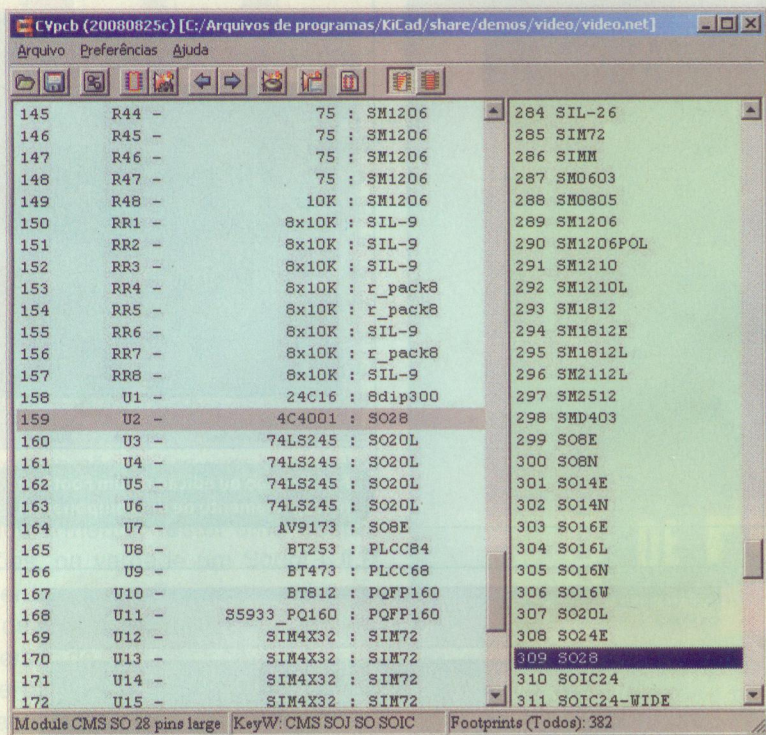 CVpcb (20080825c) [C:/Arquivos de programas/KiCad/share/demos/video/video.net]
Arquivo Preferências Ajuda
145 R44 - 75 : SM1206
146 R45 - 75 : SM1206
147 R46 - 75 : SM1206
148 R47 - 75 : SM1206
149 R48 - 10K : SM1206
150 RR1 - 8x10K : SIL-9
151 RR2 - 8x10K : SIL-9
152 RR3 - 8x10K : SIL-9
153 RR4 - 8x10K : r_pack8
154 RR5 - 8x10K : r_pack8
155 RR6 - 8x10K : SIL-9
156 RR7 - 8x10K : r_pack8
157 RR8 - 8x10K : SIL-9
158 U1 - 24C16 : 8dip300
159 U2 - 4C4001 : SO28
160 U3 - 74LS245 : SO20L
161 U4 - 74LS245 : SO20L
162 U5 - 74LS245 : SO20L
163 U6 - 74LS245 : SO20L
164 U7 - AV9173 : SO8E
165 U8 - BT253 : PLCC84
166 U9 - BT473 : PLCC68
167 U10 - BT812 : PQFP160
168 U11 - S5933_PQ160 : PQFP160
169 U12 - SIM4X32 : SIM72
170 U13 - SIM4X32 : SIM72
171 U14 - SIM4X32 : SIM72
172 U15 - SIM4X32 : SIM72
284 SIL-26
285 SIM72
286 SIMM
287 SM0603
288 SM0805
289 SM1206
290 SM1206POL
291 SM1210
292 SM1210L
293 SM1812
294 SM1812E
295 SM1812L
296 SM2112L
297 SM2512
298 SMD403
299 SO8E
300 SO8N
301 SO14E
302 SO14N
303 SO16E
304 SO16L
305 SO16N
306 SO16W
307 SO20L
308 SO24E
309 SO28
310 SOIC24
311 SOIC24-WIDE
Module CMS SO 28 pins large KeyW: CMS SOJ SO SOIC Footprints (Todos): 382